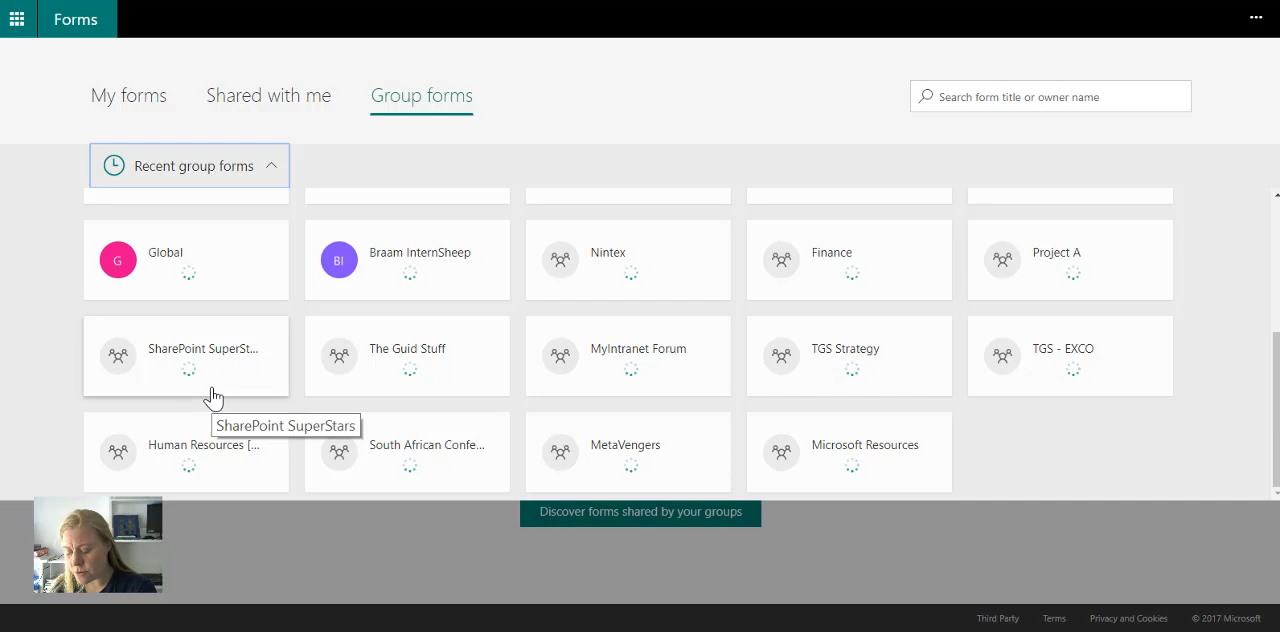 Forms
...
My forms
Shared with me
Group forms
Search form title or owner name
Recent group forms
G
Global
BI
Braam InternSheep
Nintex
Finance
Project A
SharePoint SuperSt...
The Guid Stuff
MyIntranet Forum
TGS Strategy
TGS - EXCO
SharePoint SuperStars
Human Resources [...
South African Confe...
MetaVengers
Microsoft Resources
Discover forms shared by your groups
Third Party
Terms
Privacy and Cookies
© 2017 Microsoft